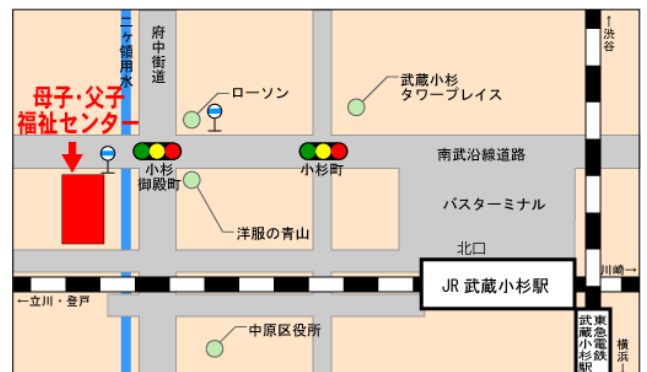 二ヶ領用水
府中街道
↑渋谷
母子・父子
福祉センター
ローソン
武蔵小杉
タワープレイス
小杉
御殿町
小杉町
南武沿線道路
洋服の青山
バスターミナル
北口
JR 武蔵小杉駅
川崎→
←立川・登戸
中原区役所
東急電鉄
武蔵小杉駅
横浜↓